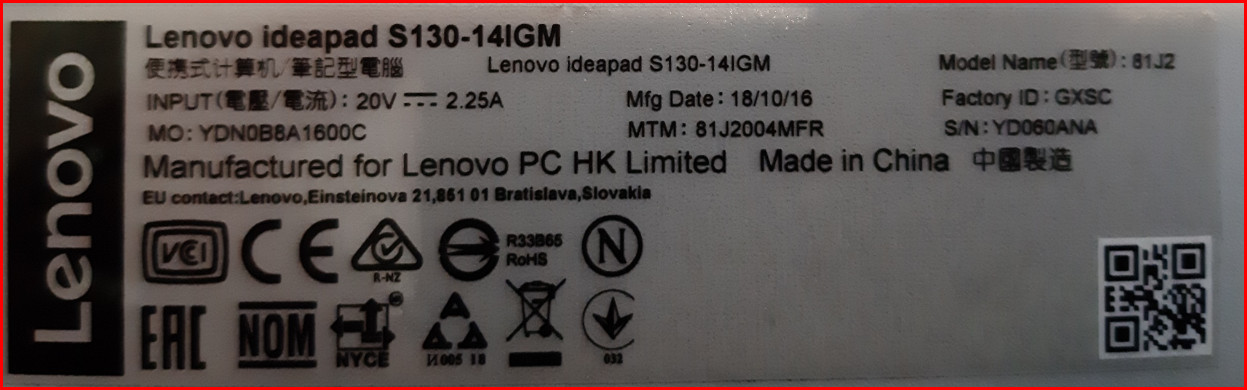 Lenovo
Lenovo ideapad S130-14IGM
便携式计算机/筆記型電腦 Lenovo ideapad S130-14IGM Model Name(型號): 81J2
INPUT(電壓/電流): 20V 2.25A Mfg Date: 18/10/16 Factory ID: GXSC
MO: YDN0B8A1600C MTM: 81J2004MFR S/N: YD060ANA
Manufactured for Lenovo PC HK Limited Made in China 中國製造
EU contact:Lenovo,Einsteinova 21,851 01 Bratislava,Slovakia
VCI CE R-NZ R33B65 N
RoHS
EAC NOM NYCE И005 18 032